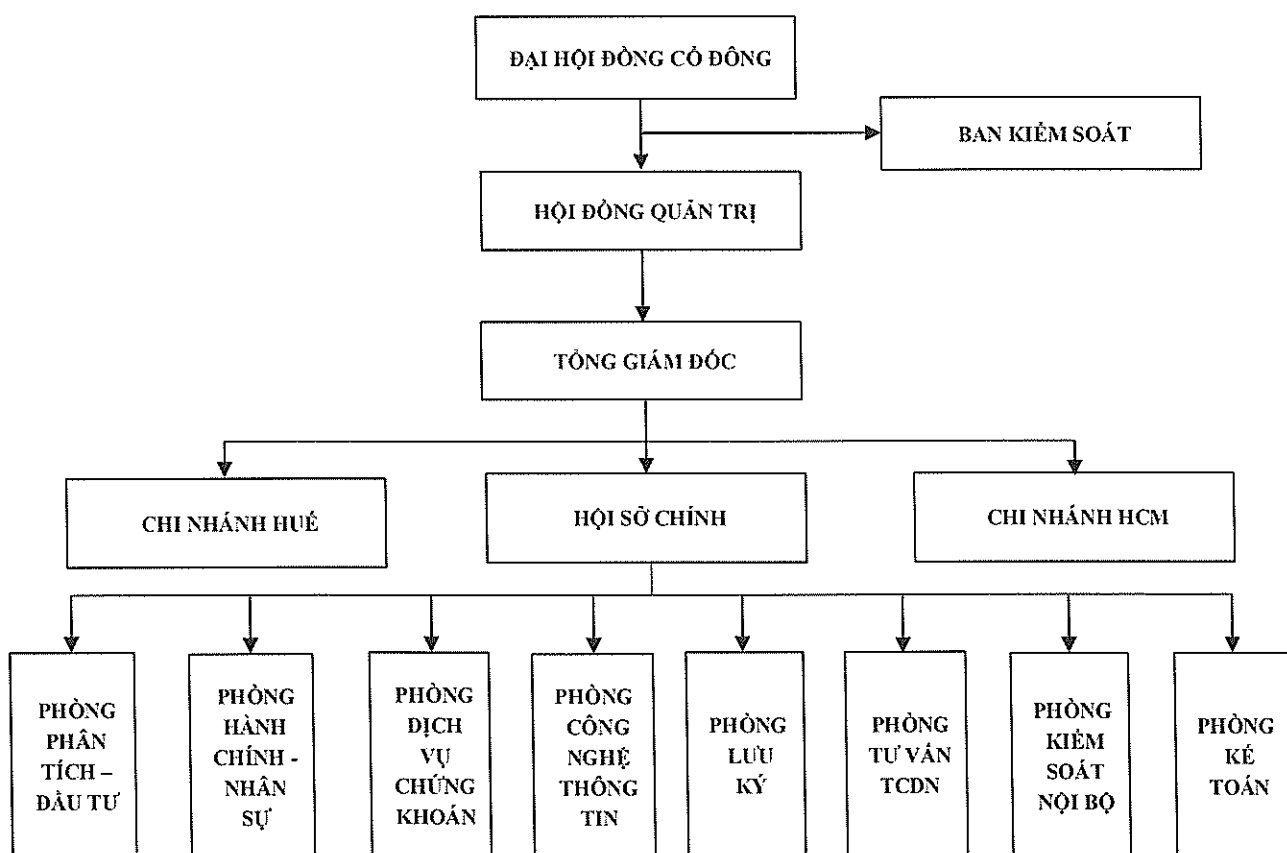 ĐẠI HỘI ĐỒNG CỔ ĐÔNG
BAN KIỂM SOÁT
HỘI ĐỒNG QUẢN TRỊ
TỔNG GIÁM ĐỐC
CHI NHÁNH HUẾ
HỘI SỞ CHÍNH
CHI NHÁNH HCM
PHÒNG
PHÂN
TÍCH –
ĐẦU TƯ
PHÒNG
HÀNH
CHÍNH -
NHÂN
SỰ
PHÒNG
DỊCH
VỤ
CHỨNG
KHOÁN
PHÒNG
CÔNG
NGHỆ
THÔNG
TIN
PHÒNG
LƯU
KÝ
PHÒNG
TƯ VẤN
TCDN
PHÒNG
KIỂM
SOÁT
NỘI BỘ
PHÒNG
KẾ
TOÁN